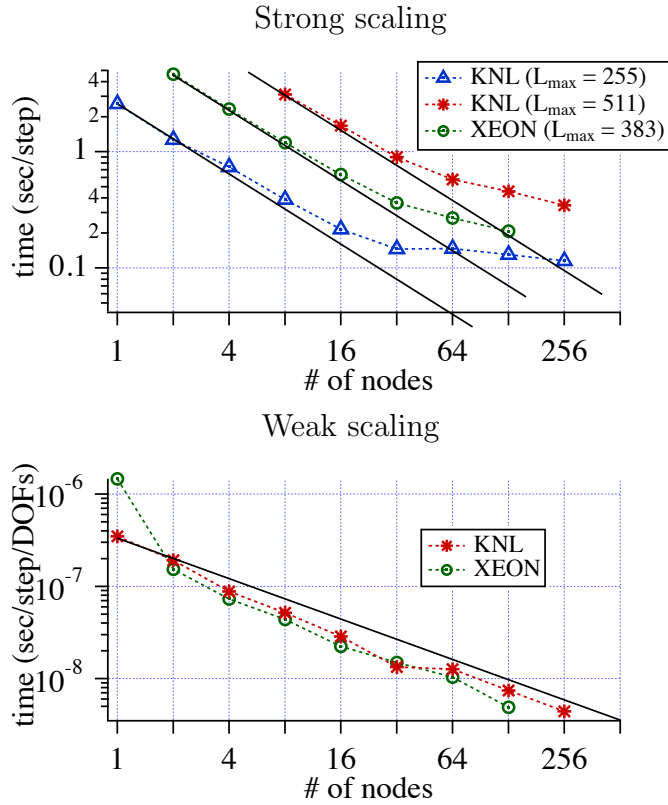 Strong scaling
time (sec/step)
4
2
1
4
2
0.1
KNL (Lmax = 255)
KNL (Lmax = 511)
XEON (Lmax = 383)
1 4 16 64 256
# of nodes
Weak scaling
time (sec/step/DOFs)
10^-6
10^-7
10^-8
KNL
XEON
1 4 16 64 256
# of nodes